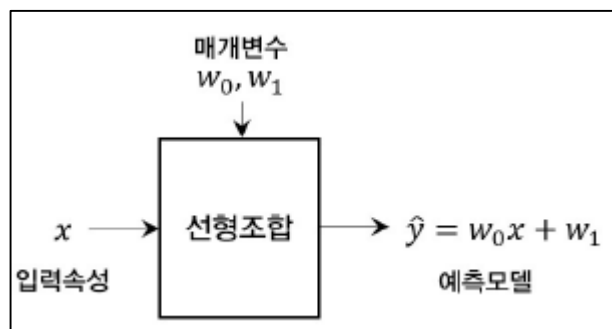 매개변수
w₀, w₁
x
입력속성
선형조합
ŷ = w₀x + w₁
예측모델